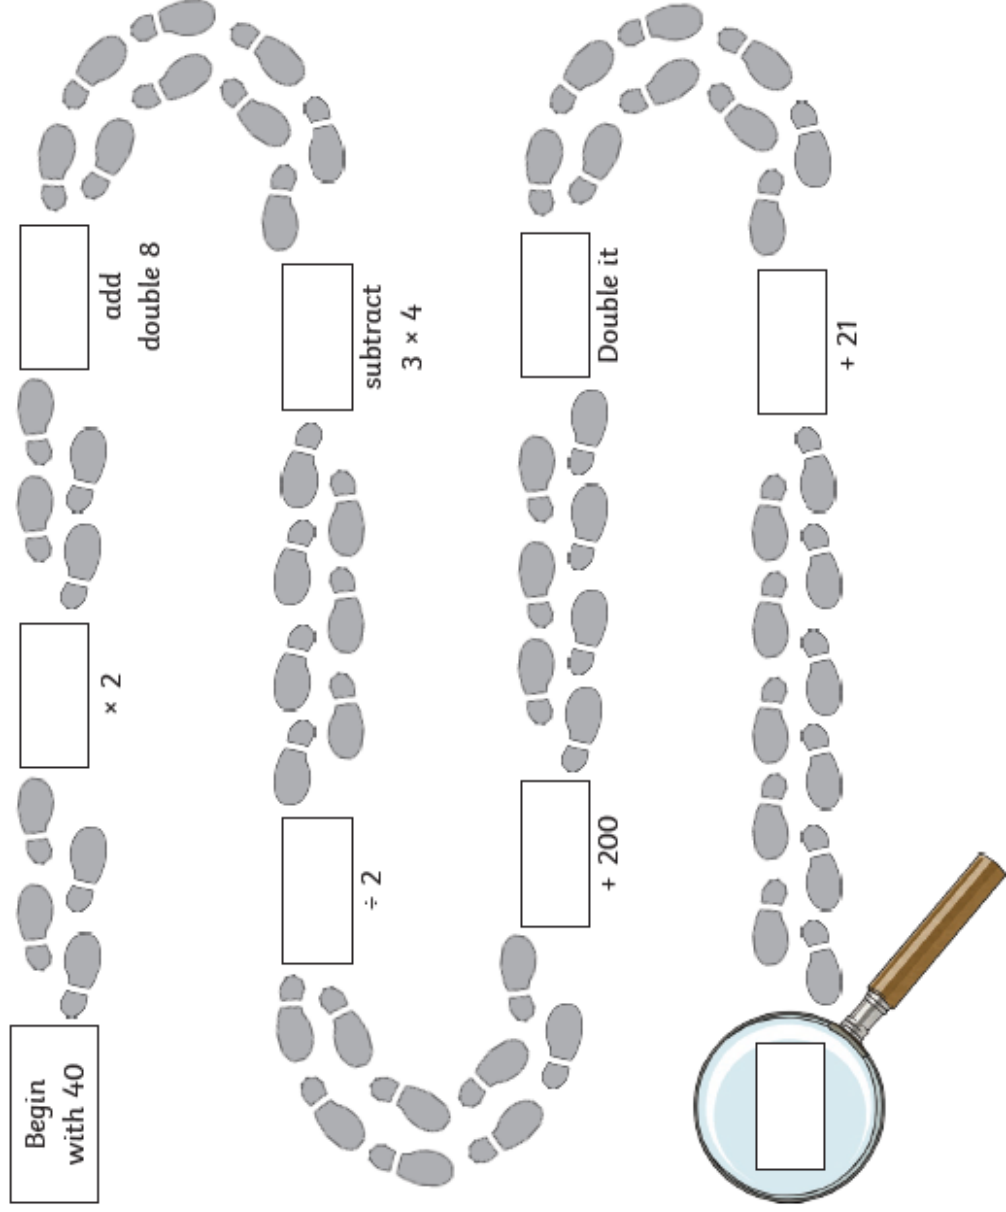 Begin
with 40
× 2
add
double 8
subtract
3 × 4
÷ 2
+ 200
Double it
+ 21